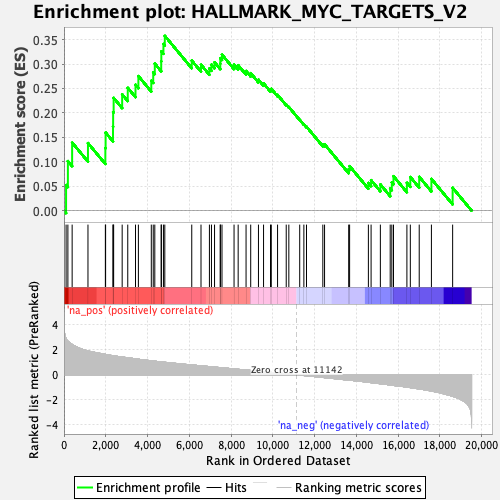 Enrichment plot: HALLMARK_MYC_TARGETS_V2
Enrichment score (ES)
0.35
0.30
0.25
0.20
0.15
0.10
0.05
0.00
'na_pos' (positively correlated)
Ranked list metric (PreRanked)
4
2
0
-2
-4
Zero cross at 11142
'na_neg' (negatively correlated)
0
2,000
4,000
6,000
8,000
10,000
12,000
14,000
16,000
18,000
20,000
Rank in Ordered Dataset
Enrichment profile
Hits
Ranking metric scores